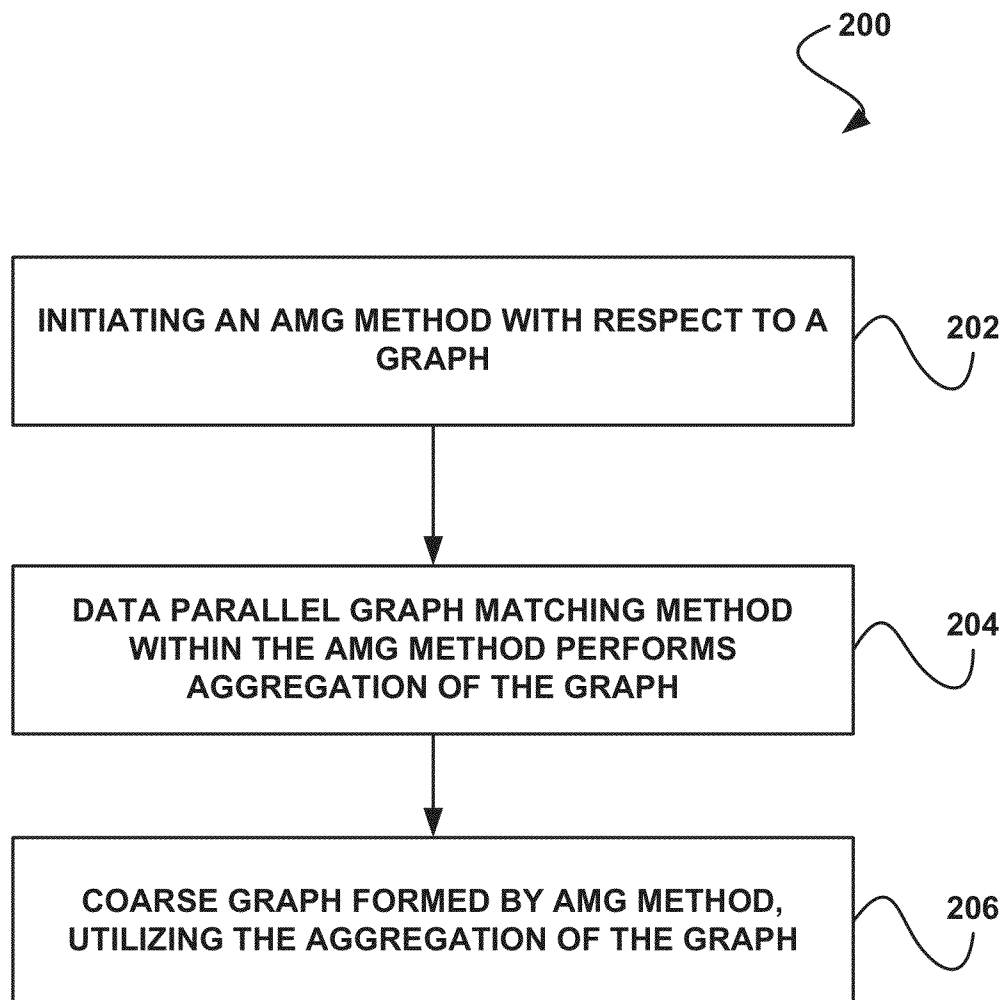 200
INITIATING AN AMG METHOD WITH RESPECT TO A
GRAPH
202
DATA PARALLEL GRAPH MATCHING METHOD
WITHIN THE AMG METHOD PERFORMS
AGGREGATION OF THE GRAPH
204
COARSE GRAPH FORMED BY AMG METHOD,
UTILIZING THE AGGREGATION OF THE GRAPH
206